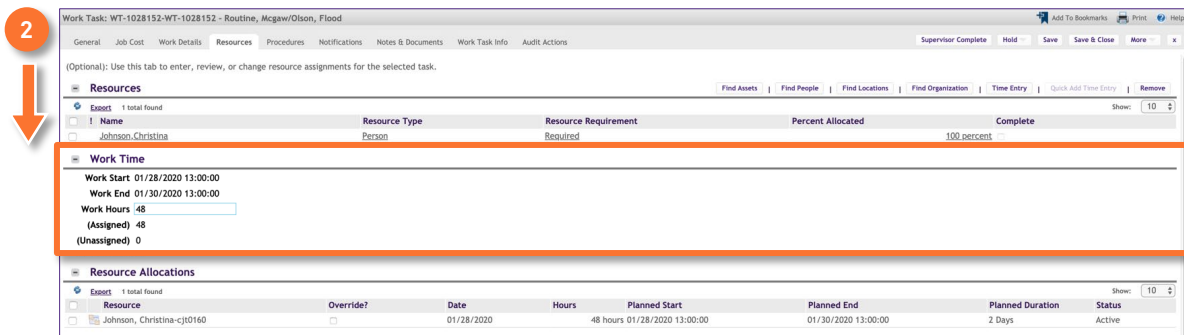 2
Work Task: WT-1028152-WT-1028152 - Routine, Mcgaw/Olson, Flood Add To Bookmarks Print Help
General Job Cost Work Details Resources Procedures Notifications Notes & Documents Work Task Info Audit Actions Supervisor Complete Hold Save Save & Close More x
(Optional): Use this tab to enter, review, or change resource assignments for the selected task.
Resources Find Assets | Find People | Find Locations | Find Organization | Time Entry | Quick Add Time Entry | Remove
Export 1 total found Show: 10
! Name Resource Type Resource Requirement Percent Allocated Complete
Johnson,Christina Person Required 100 percent
Work Time
Work Start 01/28/2020 13:00:00
Work End 01/30/2020 13:00:00
Work Hours 48
(Assigned) 48
(Unassigned) 0
Resource Allocations
Export 1 total found Show: 10
Resource Override? Date Hours Planned Start Planned End Planned Duration Status
Johnson, Christina-cjt0160 01/28/2020 48 hours 01/28/2020 13:00:00 01/30/2020 13:00:00 2 Days Active